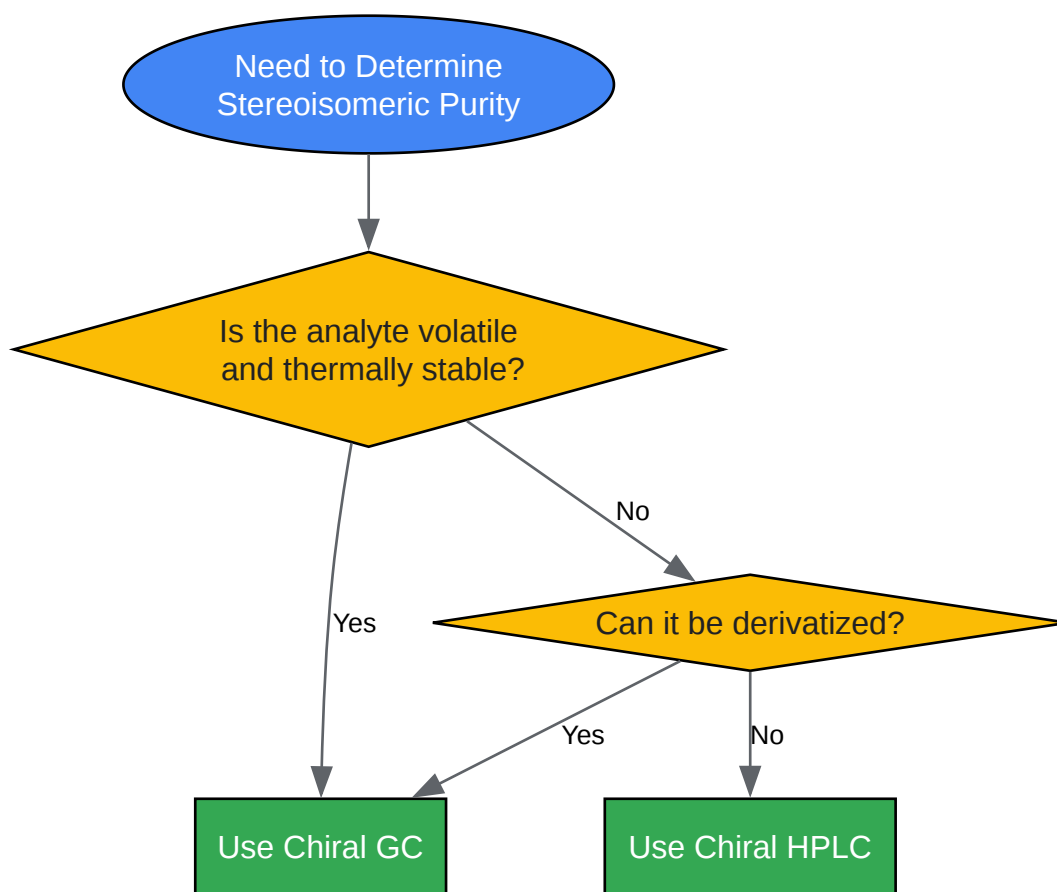 Need to Determine
Stereoisomeric Purity
Is the analyte volatile
and thermally stable?
No
Yes
Can it be derivatized?
Yes
No
Use Chiral GC
Use Chiral HPLC